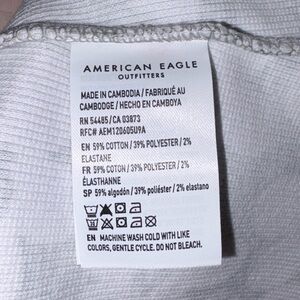 AMERICAN EAGLE
OUTFITTERS
MADE IN CAMBODIA / FABRIQUÉ AU
CAMBODGE / HECHO EN CAMBOYA
RN 54485/CA 03873
RFC# AEM120605U9A
EN 59% COTTON / 39% POLYESTER / 2%
ELASTANE
FR 59% COTON / 39% POLYESTER / 2%
ÉLASTHANNE
SP 59% algodón / 39% poliéster / 2% elastano
EN MACHINE WASH COLD WITH LIKE
COLORS, GENTLE CYCLE. DO NOT BLEACH.